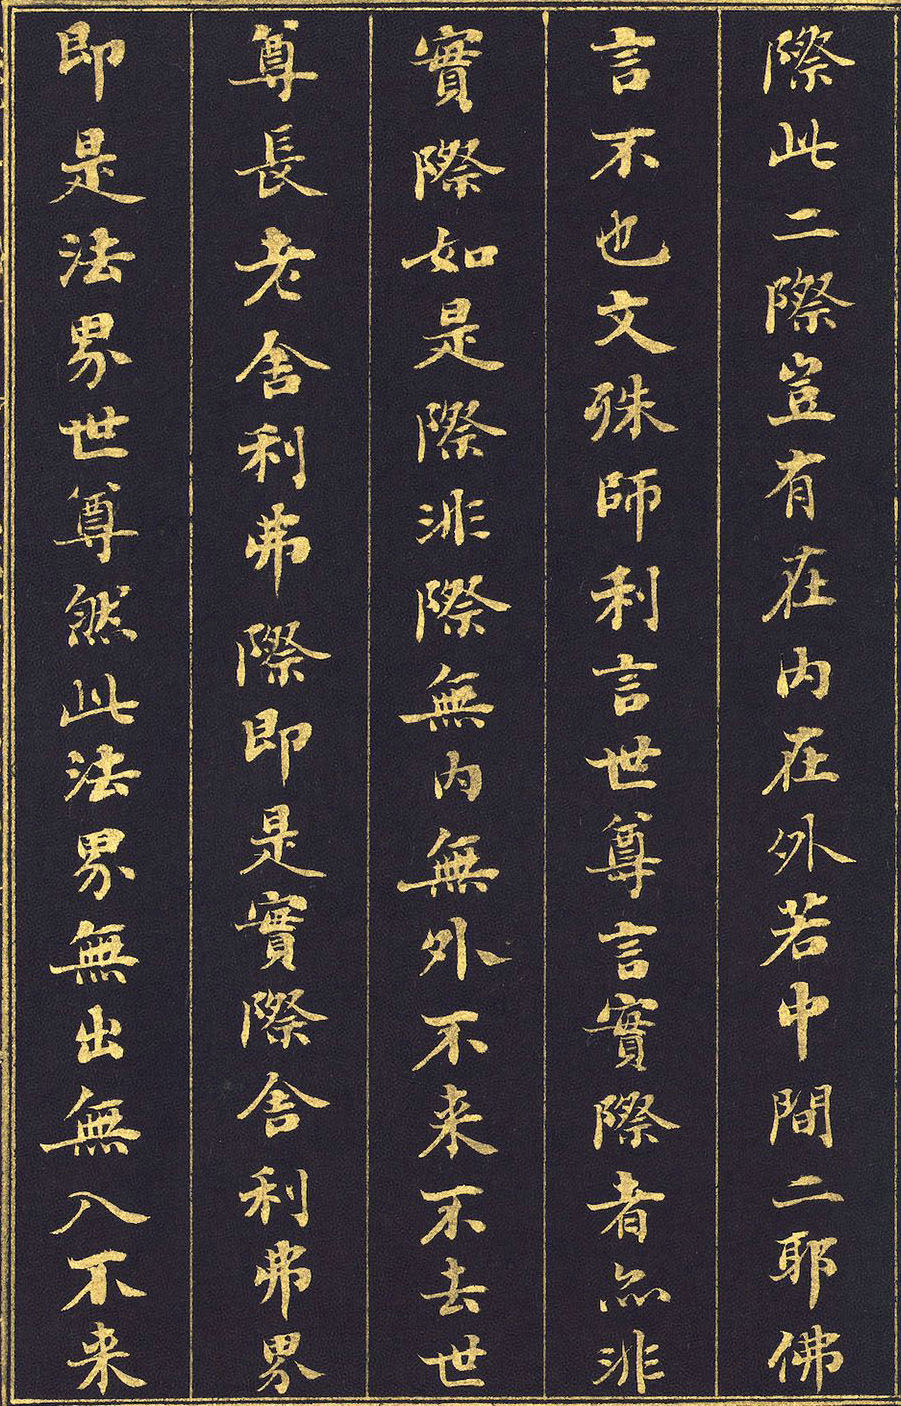 際此二際豈有在內在外若中間二耶佛
言不也文殊師利言世尊言實際者亦非
實際如是際非際無內無外不来不去世
尊長老舍利弗際即是實際舍利弗界
即是法界世尊然此法界無出無入不来